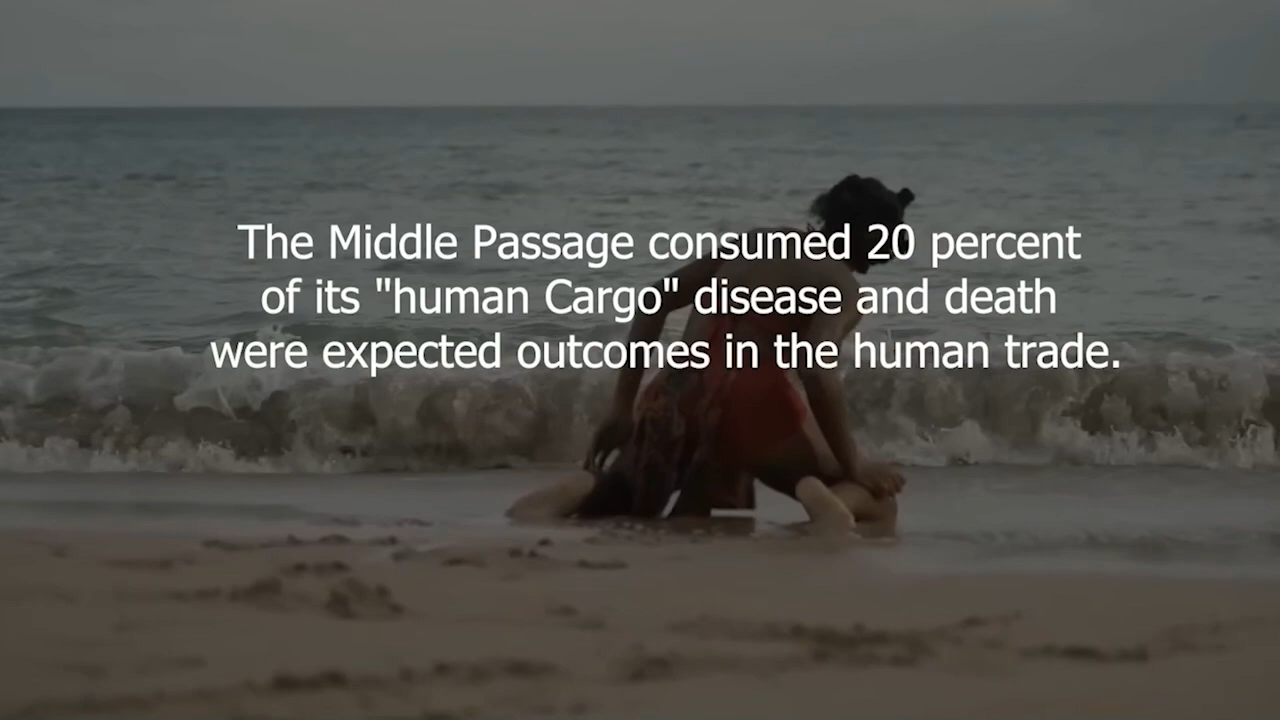 The Middle Passage consumed 20 percent
of its "human Cargo" disease and death
were expected outcomes in the human trade.